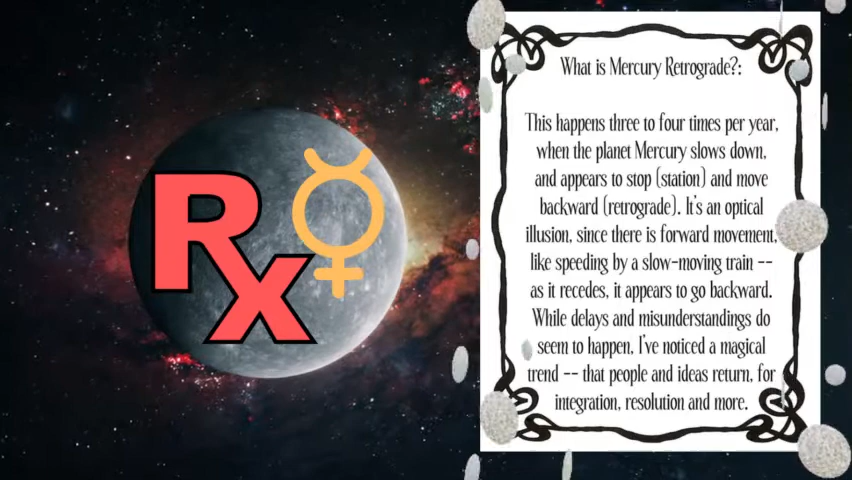 Rx
What is Mercury Retrograde?:
This happens three to four times per year,
when the planet Mercury slows down,
and appears to stop (station) and move
backward (retrograde). It's an optical
illusion, since there is forward movement,
like speeding by a slow-moving train --
as it recedes, it appears to go backward.
While delays and misunderstandings do
seem to happen, I've noticed a magical
trend -- that people and ideas return, for
integration, resolution and more.